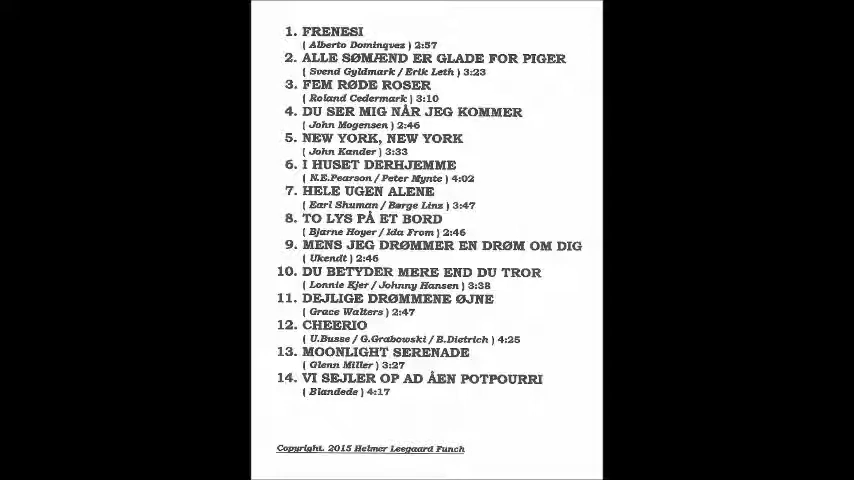 1. FRENESI
( Alberto Dominqvez ) 2:57
2. ALLE SØMÆND ER GLADE FOR PIGER
( Svend Gyldmark / Erik Leth ) 3:23
3. FEM RØDE ROSER
( Roland Cedermark ) 3:10
4. DU SER MIG NÅR JEG KOMMER
( John Mogensen ) 2:46
5. NEW YORK, NEW YORK
( John Kander ) 3:33
6. I HUSET DERHJEMME
( N.E.Pearson / Peter Mynte ) 4:02
7. HELE UGEN ALENE
( Earl Shuman / Børge Linz ) 3:47
8. TO LYS PÅ ET BORD
( Bjarne Hoyer / Ida From ) 2:46
9. MENS JEG DRØMMER EN DRØM OM DIG
( Ukendt ) 2:46
10. DU BETYDER MERE END DU TROR
( Lonnie Kjer / Johnny Hansen ) 3:38
11. DEJLIGE DRØMMENE ØJNE
( Grace Walters ) 2:47
12. CHEERIO
( U.Busse / G.Grabowski / B.Dietrich ) 4:25
13. MOONLIGHT SERENADE
( Glenn Miller ) 3:27
14. VI SEJLER OP AD ÅEN POTPOURRI
( Blandede ) 4:17
Copyright. 2015 Helmer Leegaard Funch